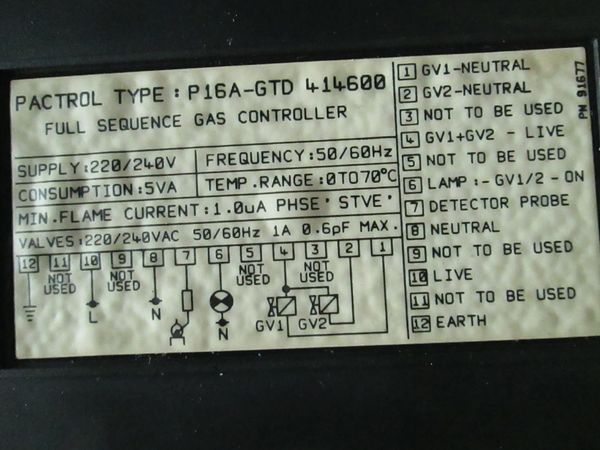 PACTROL TYPE : P16A-GTD 414600
FULL SEQUENCE GAS CONTROLLER
SUPPLY:220/240V
FREQUENCY:50/60Hz
CONSUMPTION:5VA
TEMP.RANGE:0TO70°C
MIN.FLAME CURRENT:1.0uA PHSE' STVE'
VALVES:220/240VAC 50/60Hz 1A 0.6pF MAX.
12 11 10 9 8 7 6 5 4 3 2 1
NOT USED
NOT USED
NOT USED
NOT USED
L
N
N
GV1
GV2
1 GV1-NEUTRAL
2 GV2-NEUTRAL
3 NOT TO BE USED
4 GV1+GV2 - LIVE
5 NOT TO BE USED
6 LAMP:-GV1/2-ON
7 DETECTOR PROBE
8 NEUTRAL
9 NOT TO BE USED
10 LIVE
11 NOT TO BE USED
12 EARTH
PN 91677